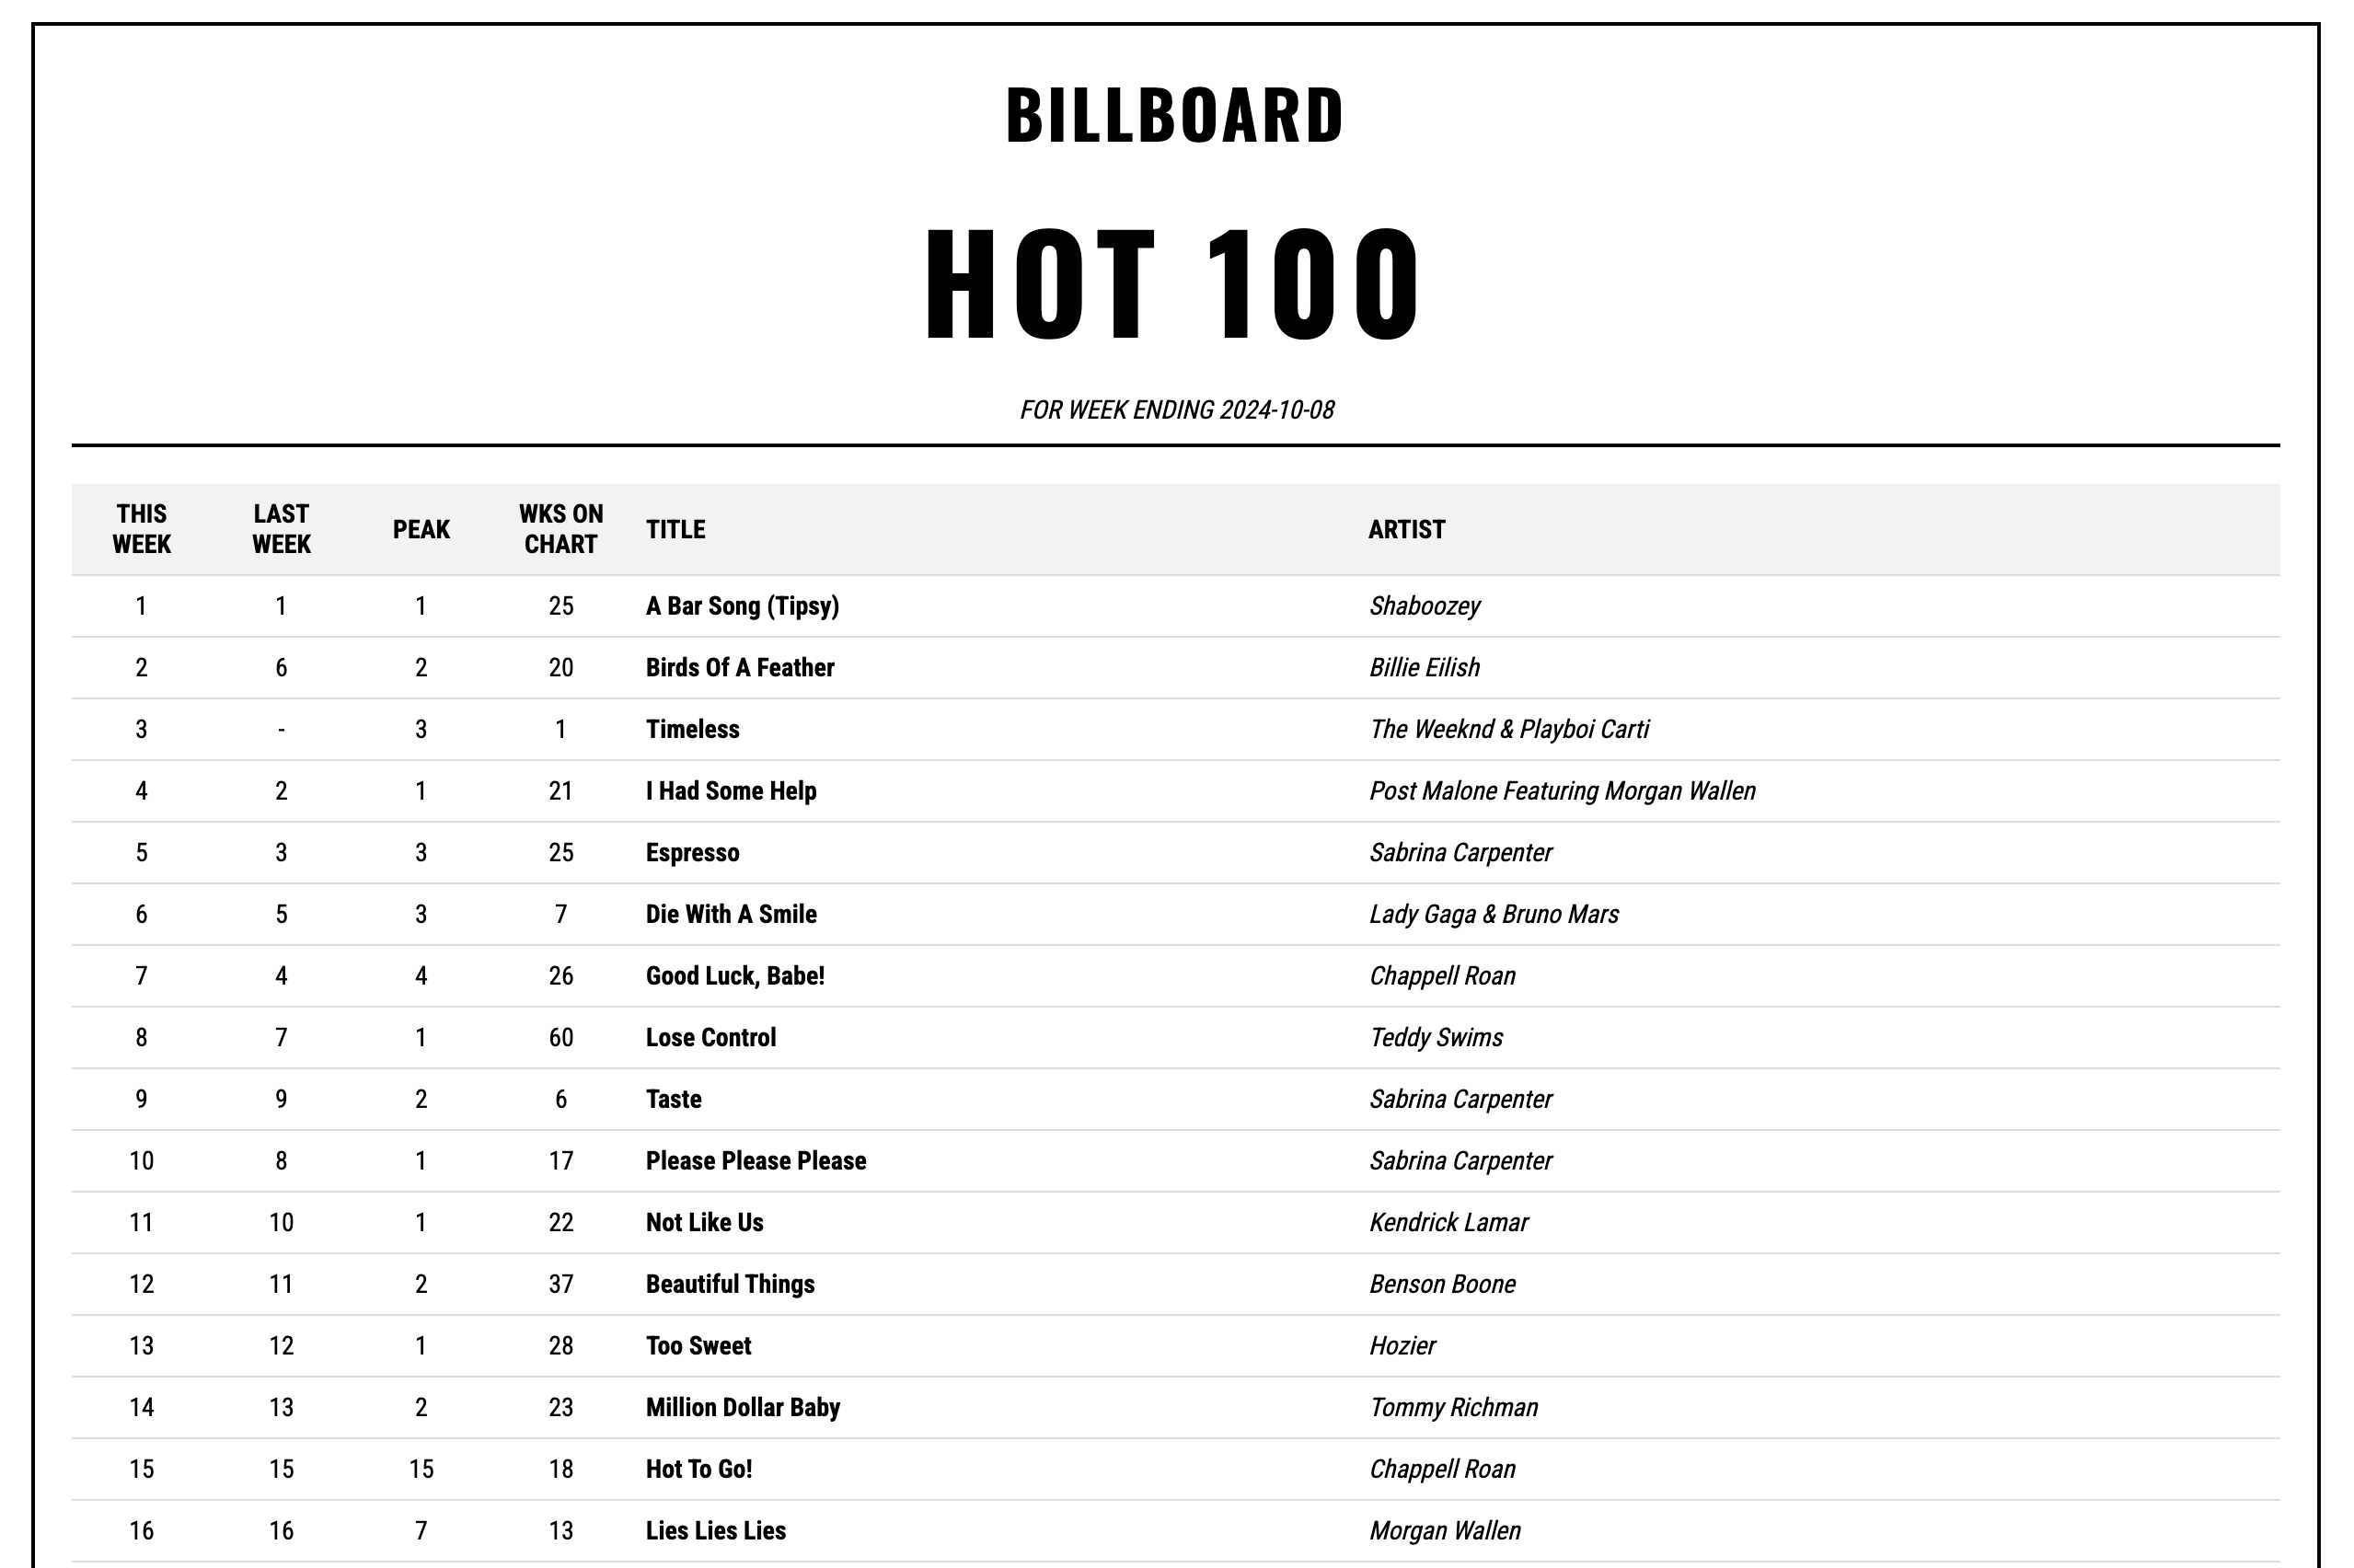 BILLBOARD
HOT 100
FOR WEEK ENDING 2024-10-08
THIS WEEK LAST WEEK PEAK WKS ON CHART TITLE ARTIST
1 1 1 25 A Bar Song (Tipsy) Shaboozey
2 6 2 20 Birds Of A Feather Billie Eilish
3 - 3 1 Timeless The Weeknd & Playboi Carti
4 2 1 21 I Had Some Help Post Malone Featuring Morgan Wallen
5 3 3 25 Espresso Sabrina Carpenter
6 5 3 7 Die With A Smile Lady Gaga & Bruno Mars
7 4 4 26 Good Luck, Babe! Chappell Roan
8 7 1 60 Lose Control Teddy Swims
9 9 2 6 Taste Sabrina Carpenter
10 8 1 17 Please Please Please Sabrina Carpenter
11 10 1 22 Not Like Us Kendrick Lamar
12 11 2 37 Beautiful Things Benson Boone
13 12 1 28 Too Sweet Hozier
14 13 2 23 Million Dollar Baby Tommy Richman
15 15 15 18 Hot To Go! Chappell Roan
16 16 7 13 Lies Lies Lies Morgan Wallen